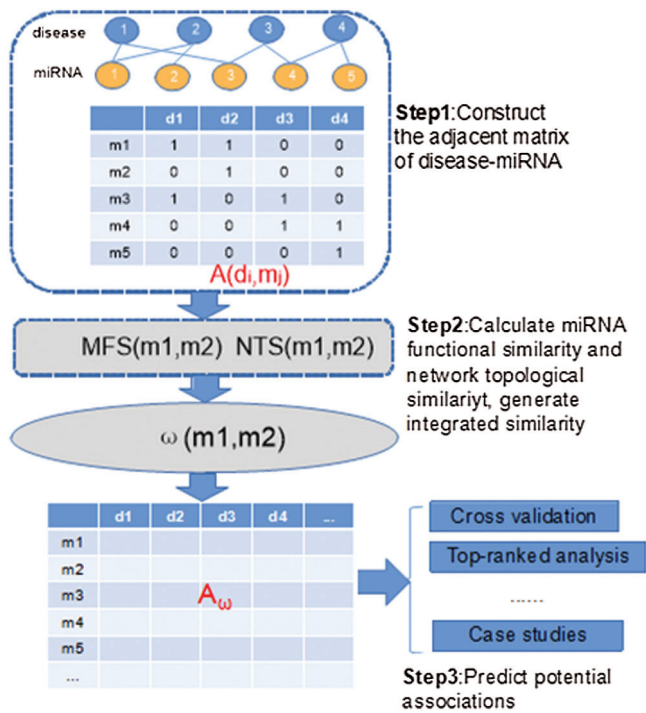 disease 1 2 3 4
miRNA 1 2 3 4 5
d1 d2 d3 d4
m1 1 1 0 0
m2 0 1 0 0
m3 1 0 1 0
m4 0 0 1 1
m5 0 0 0 1
A(di,mj)
Step1:Construct
the adjacent matrix
of disease-miRNA
MFS(m1,m2) NTS(m1,m2)
Step2:Calculate miRNA
functional similarity and
network topological
similariyt, generate
integrated similarity
ω(m1,m2)
d1 d2 d3 d4 ...
m1
m2
m3
m4
m5
...
Aω
Cross validation
Top-ranked analysis
......
Case studies
Step3:Predict potential
associations